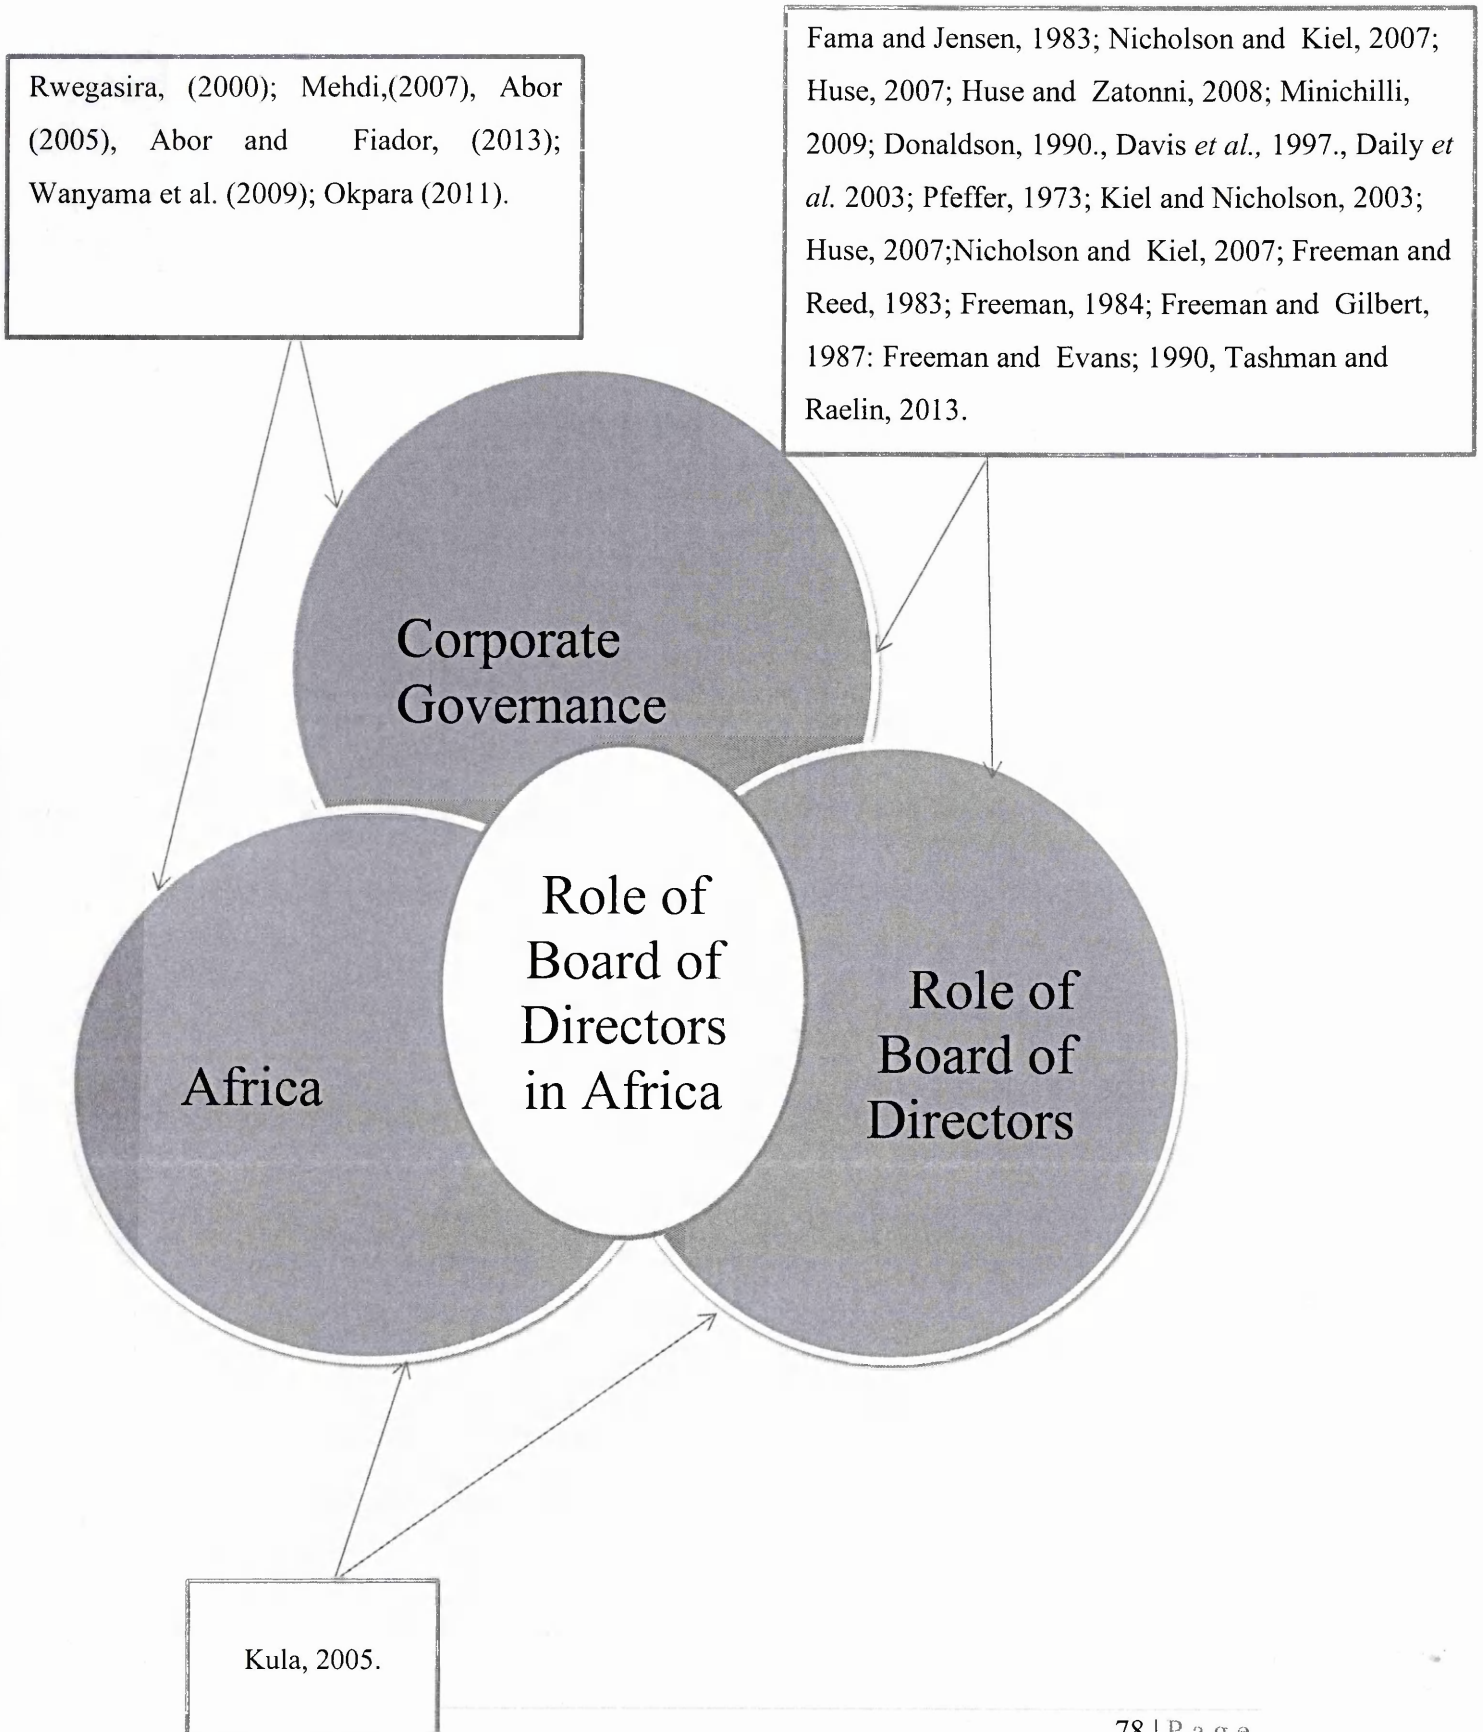 Rwegasira, (2000); Mehdi,(2007), Abor
(2005), Abor and Fiador, (2013);
Wanyama et al. (2009); Okpara (2011).
Fama and Jensen, 1983; Nicholson and Kiel, 2007;
Huse, 2007; Huse and Zatonni, 2008; Minichilli,
2009; Donaldson, 1990., Davis et al., 1997., Daily et
al. 2003; Pfeffer, 1973; Kiel and Nicholson, 2003;
Huse, 2007;Nicholson and Kiel, 2007; Freeman and
Reed, 1983; Freeman, 1984; Freeman and Gilbert,
1987: Freeman and Evans; 1990, Tashman and
Raelin, 2013.
Corporate
Governance
Role of
Board of
Directors
in Africa
Africa
Role of
Board of
Directors
Kula, 2005.
78 | Page